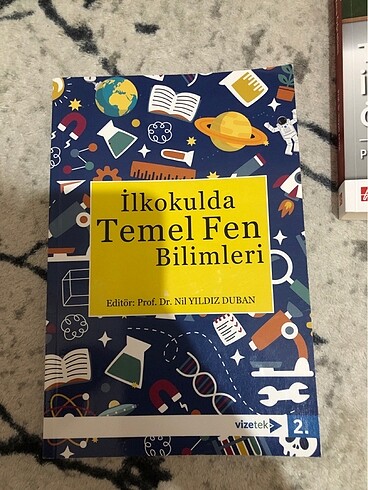 İlkokulda
Temel Fen
Bilimleri
Editör: Prof. Dr. Nil YILDIZ DUBAN
vizetek
2.